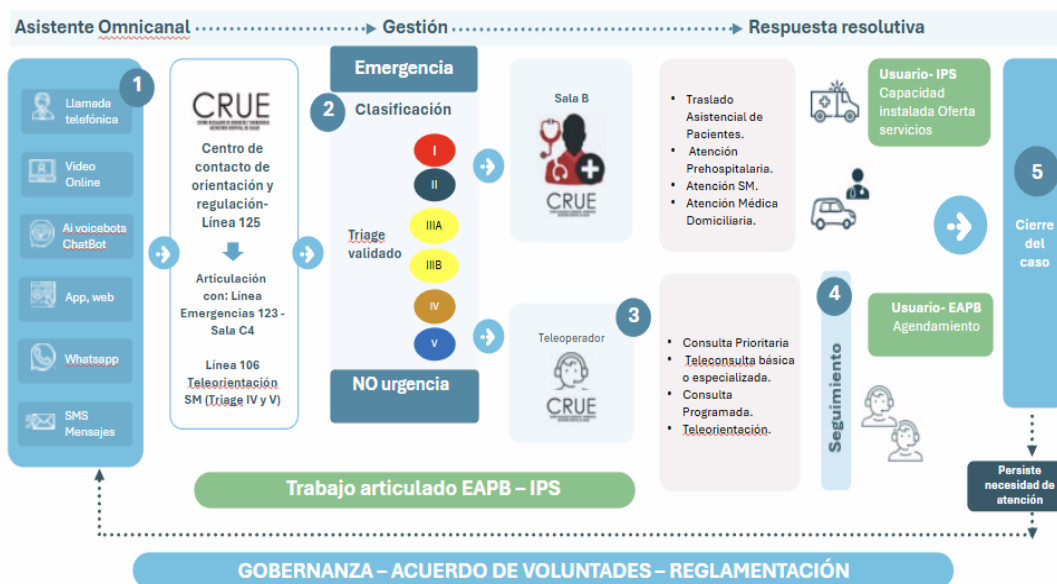 Asistente Omnicanal
Gestión
Respuesta resolutiva
1
Llamada
telefónica
Video
Online
Ai voicebots
ChatBot
App, web
Whatsapp
SMS
Mensajes
CRUE
Centro de
contacto de
orientación y
regulación-
Línea 125
Articulación
con: Línea
Emergencias 123 -
Sala C4
Línea 106
Teleorientación
SM (Triage IV y V)
Emergencia
2
Clasificación
I
II
IIIA
Triage
validado
IIIB
IV
V
NO urgencia
Sala B
CRUE
3
Teleoperador
CRUE
• Traslado
Asistencial de
Pacientes.
• Atención
Prehospitalaria.
• Atención SM.
• Atención Médica
Domiciliaria.
• Consulta Prioritaria
• Teleconsulta básica
o especializada.
• Consulta
Programada.
• Teleorientación.
4
Seguimiento
Usuario- IPS
Capacidad
instalada Oferta
servicios
Usuario- EAPB
Agendamiento
5
Cierre
del
caso
Persiste
necesidad de
atención
Trabajo articulado EAPB – IPS
GOBERNANZA – ACUERDO DE VOLUNTADES – REGLAMENTACIÓN